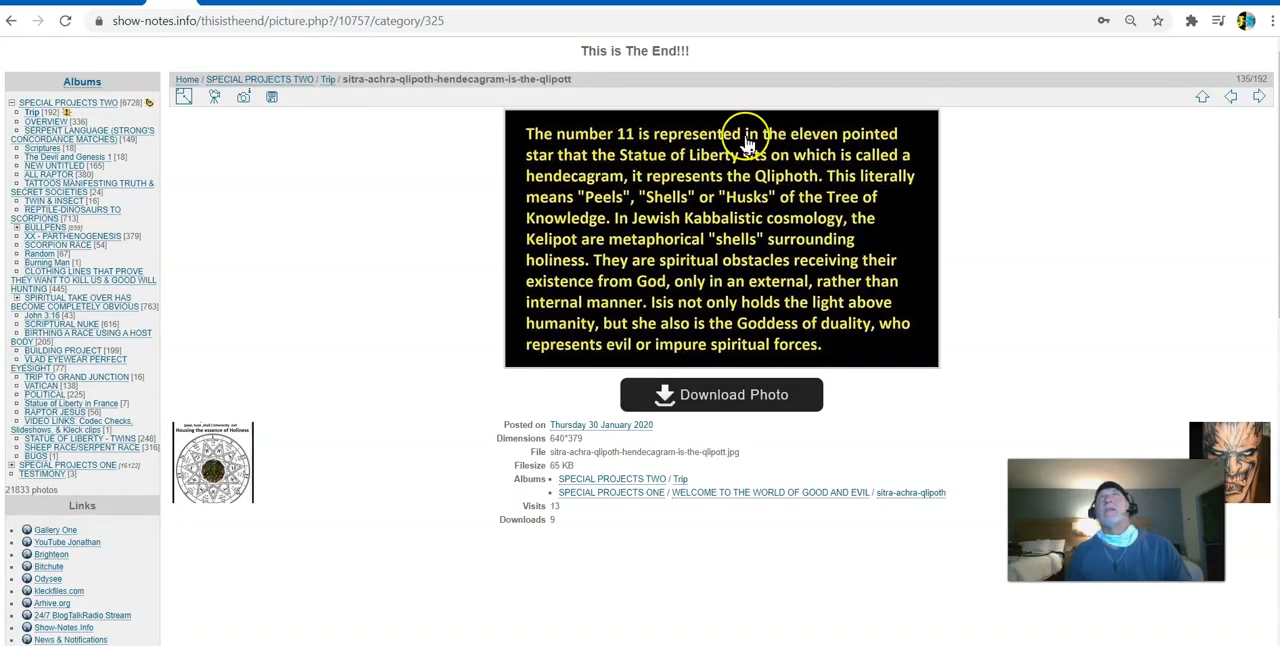 show-notes.info/thisistheend/picture.php?/10757/category/325
This is The End!!!
Albums
SPECIAL PROJECTS TWO [6728]
Trip [192]
OVERVIEW [336]
SERPENT LANGUAGE (STRONG'S
CONCORDANCE MATCHES) [149]
Scriptures [18]
The Devil and Genesis 1 [18]
NEW UNTITLED [165]
ALL RAPTOR [380]
TATTOOS MANIFESTING TRUTH &
SECRET SOCIETIES [24]
TWIN & INSECT [16]
REPTILE-DINOSAURS TO
SCORPIONS [713]
BULLPENS [859]
XX - PARTHENOGENESIS [379]
SCORPION RACE [54]
Random [67]
Burning Man [1]
CLOTHING LINES THAT PROVE
THEY WANT TO KILL US & GOOD WILL
HUNTING [445]
SPIRITUAL TAKE OVER HAS
BECOME COMPLETELY OBVIOUS [763]
John 3:16 [43]
SCRIPTURAL NUKE [616]
BIRTHING A RACE USING A HOST
BODY [205]
BUILDING PROJECT [199]
VLAD EYEWEAR PERFECT
EYESIGHT [77]
TRIP TO GRAND JUNCTION [16]
VATICAN [138]
POLITICAL [225]
Statue of Liberty in France [7]
RAPTOR JESUS [56]
VIDEO LINKS: Codec Checks,
Slideshows, & Kleck clips [1]
STATUE OF LIBERTY - TWINS [248]
SHEEP RACE/SERPENT RACE [316]
BUGS [1]
SPECIAL PROJECTS ONE [16122]
TESTIMONY [3]
21833 photos
Links
Gallery One
YouTube Jonathan
Brighteon
Bitchute
Odysee
kleckfiles.com
Arhive.org
24/7 BlogTalkRadio Stream
Show-Notes.Info
News & Notifications
Home / SPECIAL PROJECTS TWO / Trip / sitra-achra-qlipoth-hendecagram-is-the-qlipott
135/192
The number 11 is represented in the eleven pointed
star that the Statue of Liberty sits on which is called a
hendecagram, it represents the Qliphoth. This literally
means "Peels", "Shells" or "Husks" of the Tree of
Knowledge. In Jewish Kabbalistic cosmology, the
Kelipot are metaphorical "shells" surrounding
holiness. They are spiritual obstacles receiving their
existence from God, only in an external, rather than
internal manner. Isis not only holds the light above
humanity, but she also is the Goddess of duality, who
represents evil or impure spiritual forces.
Download Photo
Posted on Thursday 30 January 2020
Dimensions 640*379
File sitra-achra-qlipoth-hendecagram-is-the-qlipott.jpg
Filesize 65 KB
Albums SPECIAL PROJECTS TWO / Trip
SPECIAL PROJECTS ONE / WELCOME TO THE WORLD OF GOOD AND EVIL / sitra-achra-qlipoth
Visits 13
Downloads 9
Housing the essence of Holiness